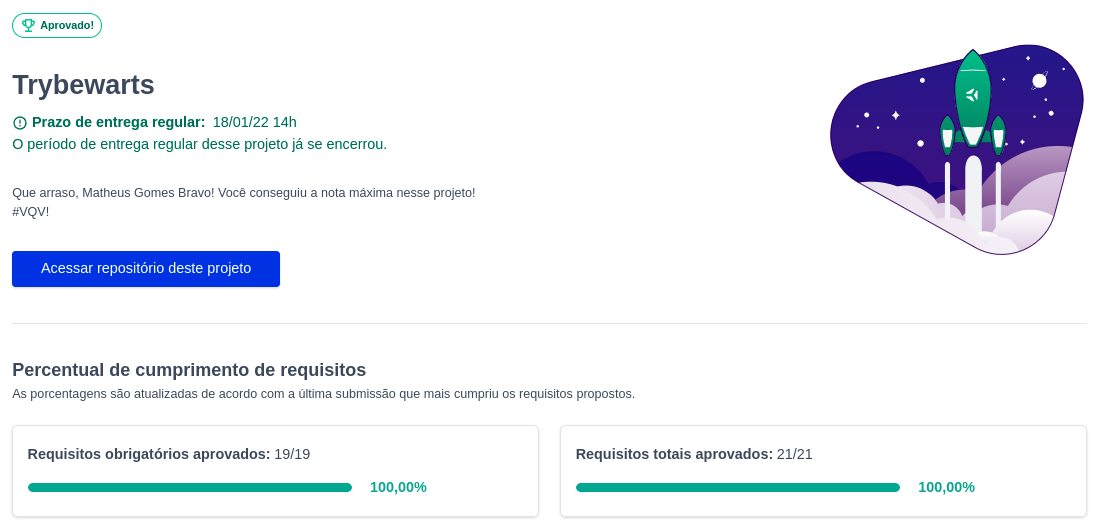 Aprovado!
Trybewarts
Prazo de entrega regular: 18/01/22 14h
O período de entrega regular desse projeto já se encerrou.
Que arraso, Matheus Gomes Bravo! Você conseguiu a nota máxima nesse projeto!
#VQV!
Acessar repositório deste projeto
Percentual de cumprimento de requisitos
As porcentagens são atualizadas de acordo com a última submissão que mais cumpriu os requisitos propostos.
Requisitos obrigatórios aprovados: 19/19
100,00%
Requisitos totais aprovados: 21/21
100,00%